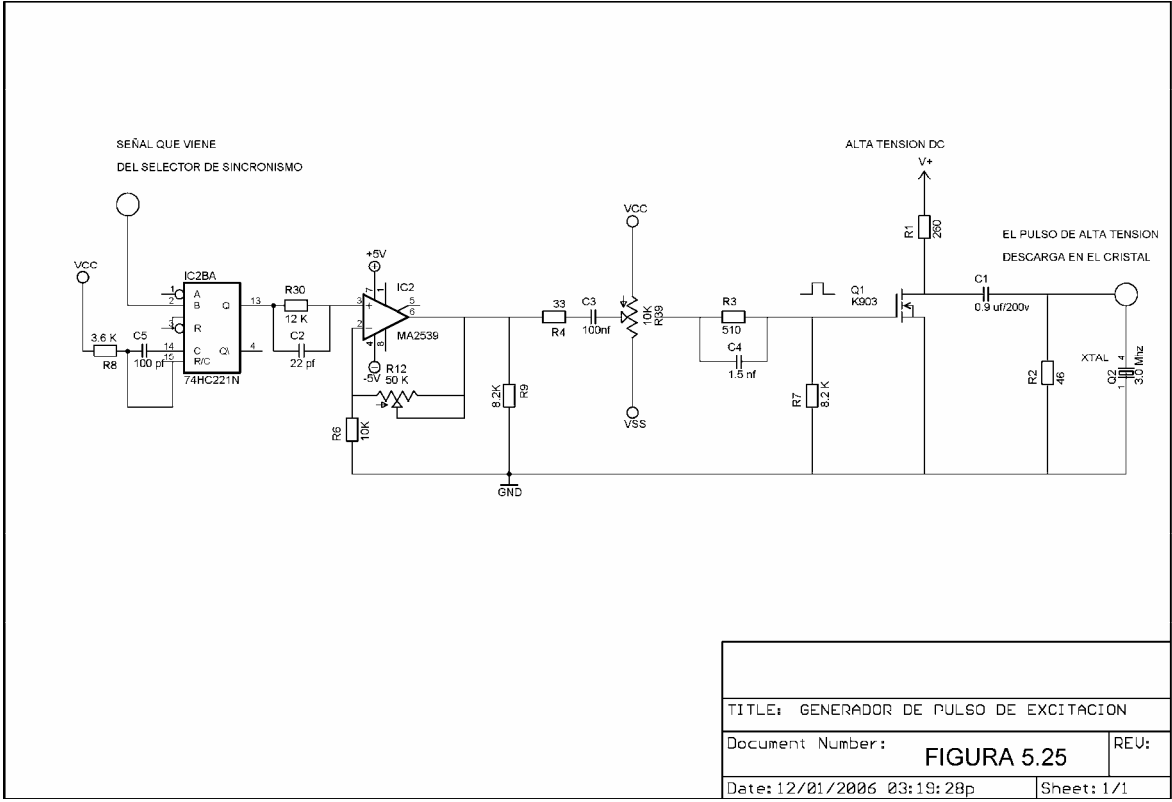 SEÑAL QUE VIENE
DEL SELECTOR DE SINCRONISMO
VCC
3.6 K
R8
C5
100 pf
IC2BA
1
2
3
14
15
A
B
R
C
R/C
Q
Q\
13
4
74HC221N
R30
12 K
C2
22 pf
+5V
IC2
3
2
7
1
5
6
4
8
+
-
MA2539
-5V
R12
50 K
R6
10K
8.2K
R9
GND
33
R4
C3
100nf
VCC
10K
R39
VSS
R3
510
C4
1.5 nf
R7
8.2 K
Q1
K903
ALTA TENSION DC
V+
R1
260
C1
0.9 uf/200v
EL PULSO DE ALTA TENSION
DESCARGA EN EL CRISTAL
R2
46
XTAL
4
1
Q2
3.0 Mhz
TITLE: GENERADOR DE PULSO DE EXCITACION
Document Number:
FIGURA 5.25
REV:
Date: 12/01/2006 03:19:28p
Sheet: 1/1